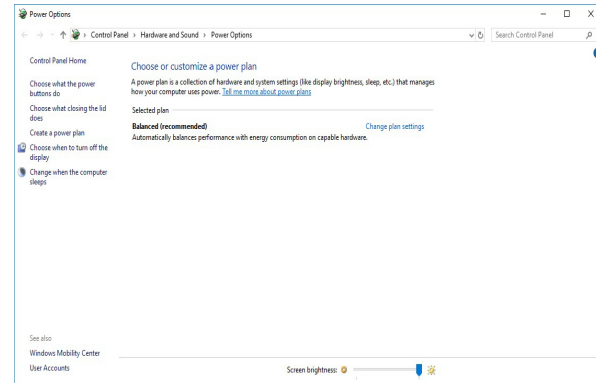 Power Options
Control Panel › Hardware and Sound › Power Options
Search Control Panel
Control Panel Home
Choose what the power
buttons do
Choose what closing the lid
does
Create a power plan
Choose when to turn off the
display
Change when the computer
sleeps
Choose or customize a power plan
A power plan is a collection of hardware and system settings (like display brightness, sleep, etc.) that manages
how your computer uses power. Tell me more about power plans
Selected plan
Balanced (recommended) Change plan settings
Automatically balances performance with energy consumption on capable hardware.
See also
Windows Mobility Center
User Accounts
Screen brightness: